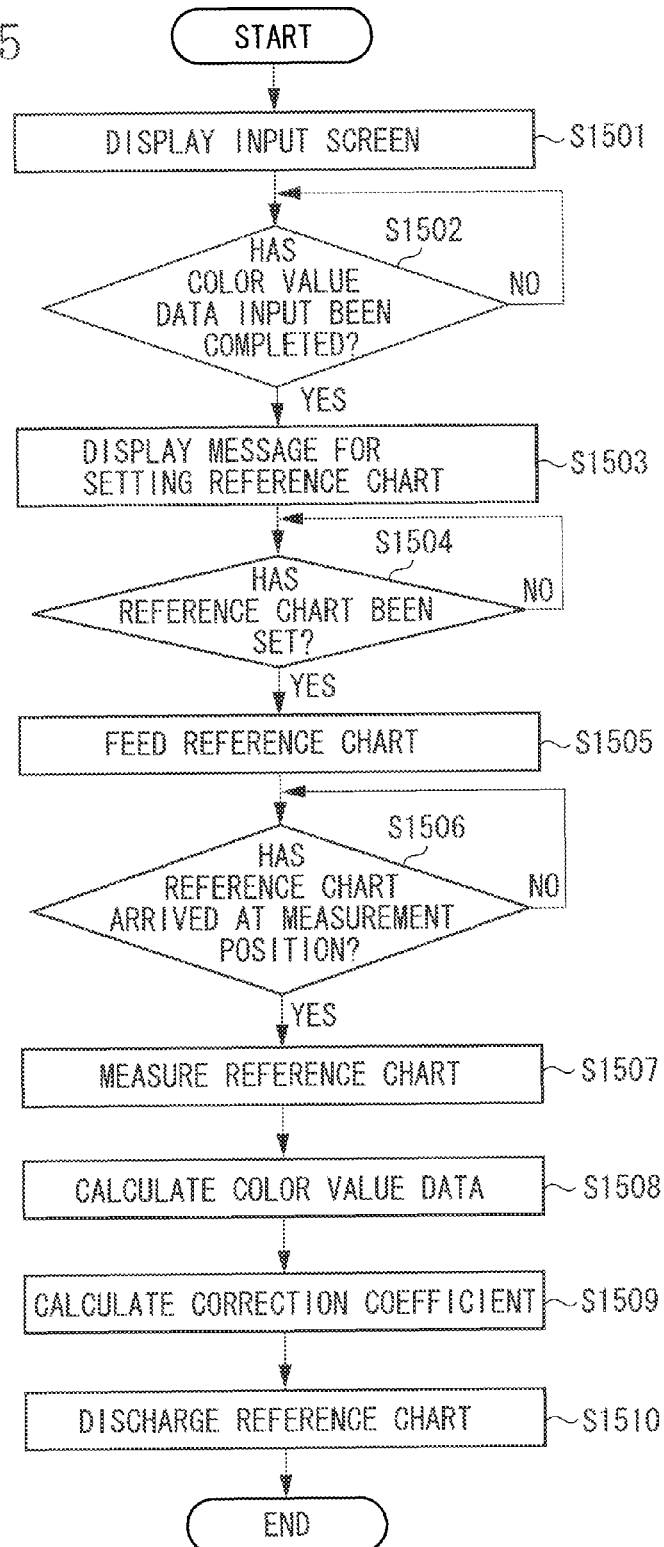 5
START
DISPLAY INPUT SCREEN
S1501
S1502
HAS
COLOR VALUE
DATA INPUT BEEN
COMPLETED?
NO
YES
DISPLAY MESSAGE FOR
SETTING REFERENCE CHART
S1503
S1504
HAS
REFERENCE CHART BEEN
SET?
NO
YES
FEED REFERENCE CHART
S1505
S1506
HAS
REFERENCE CHART
ARRIVED AT MEASUREMENT
POSITION?
NO
YES
MEASURE REFERENCE CHART
S1507
CALCULATE COLOR VALUE DATA
S1508
CALCULATE CORRECTION COEFFICIENT
S1509
DISCHARGE REFERENCE CHART
S1510
END